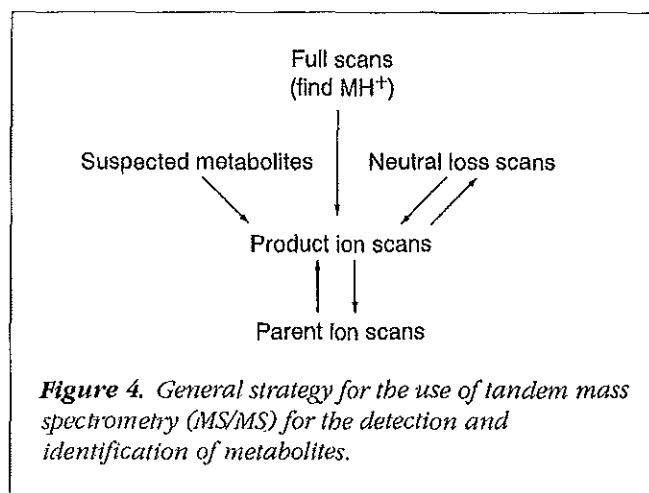 Full scans
(find MH⁺)
Suspected metabolites
Neutral loss scans
Product ion scans
Parent Ion scans
Figure 4. General strategy for the use of tandem mass
spectrometry (MS/MS) for the detection and
identification of metabolites.